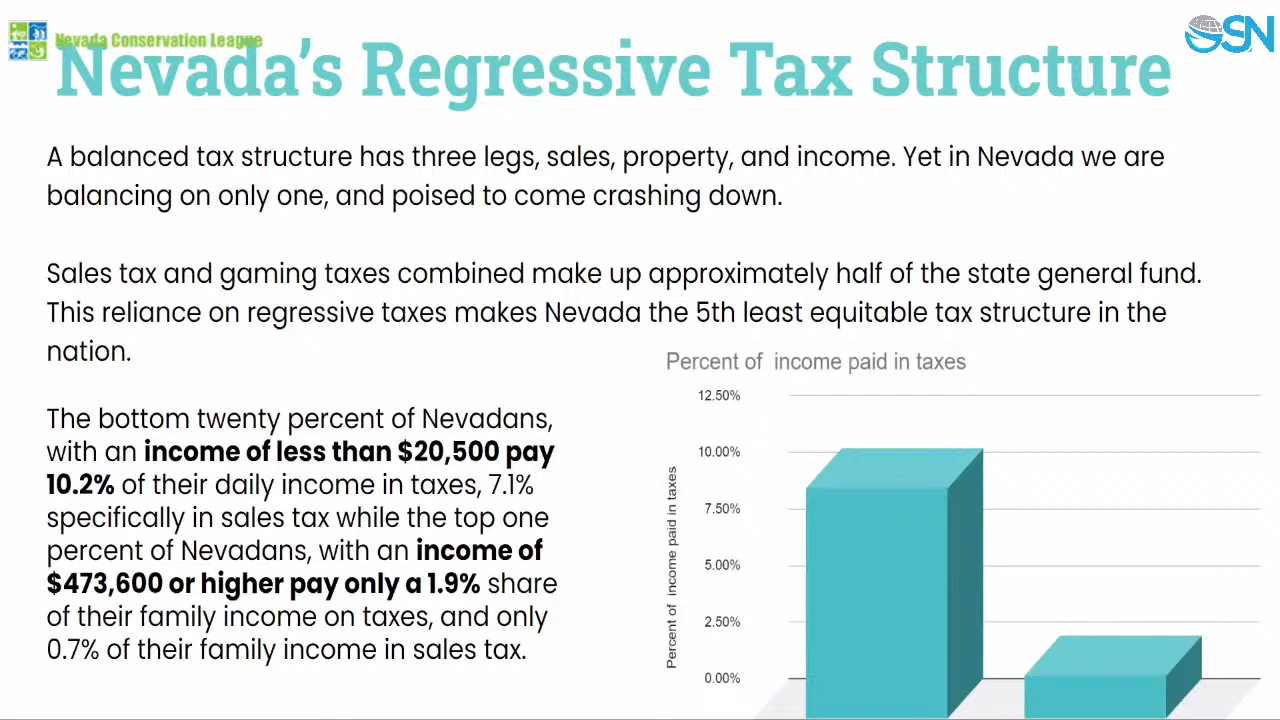 Nevada Conservation League
GSN
Nevada's Regressive Tax Structure
A balanced tax structure has three legs, sales, property, and income. Yet in Nevada we are
balancing on only one, and poised to come crashing down.
Sales tax and gaming taxes combined make up approximately half of the state general fund.
This reliance on regressive taxes makes Nevada the 5th least equitable tax structure in the
nation.
The bottom twenty percent of Nevadans,
with an income of less than $20,500 pay
10.2% of their daily income in taxes, 7.1%
specifically in sales tax while the top one
percent of Nevadans, with an income of
$473,600 or higher pay only a 1.9% share
of their family income on taxes, and only
0.7% of their family income in sales tax.
Percent of income paid in taxes
Percent of income paid in taxes
12.50%
10.00%
7.50%
5.00%
2.50%
0.00%